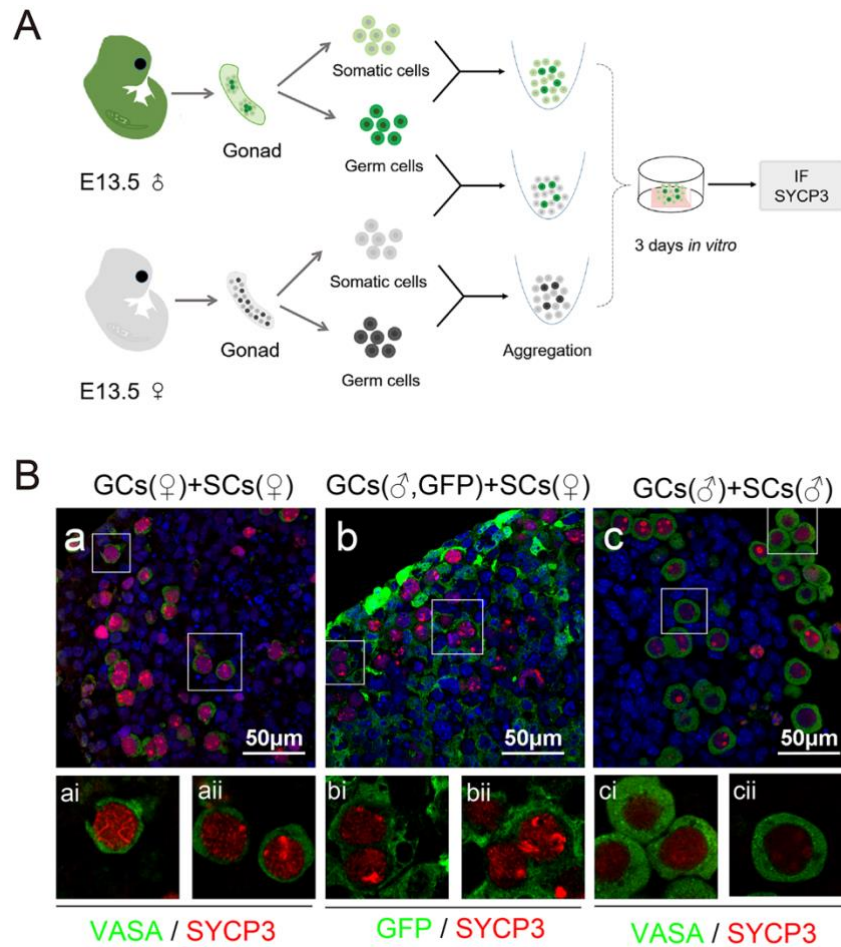 A
Somatic cells
Gonad
Germ cells
E13.5 ♂
IF
SYCP3
3 days in vitro
Somatic cells
Gonad
Germ cells
Aggregation
E13.5 ♀
B
GCs(♀)+SCs(♀) GCs(♂,GFP)+SCs(♀) GCs(♂)+SCs(♂)
a b c
50μm 50μm 50μm
ai aii bi bii ci cii
VASA / SYCP3 GFP / SYCP3 VASA / SYCP3